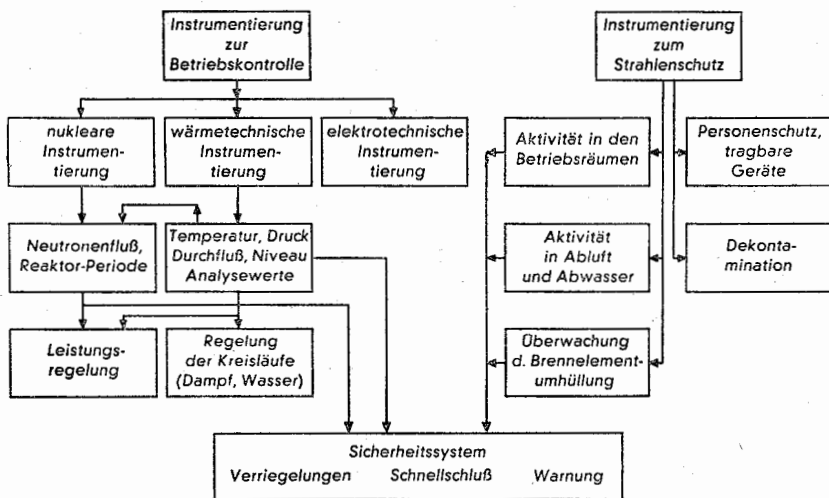 Instrumentierung
zur
Betriebskontrolle
Instrumentierung
zum
Strahlenschutz
nukleare
Instrumen-
tierung
wärmetechnische
Instrumen-
tierung
elektrotechnische
Instrumen-
tierung
Aktivität in den
Betriebsräumen
Personenschutz,
tragbare
Geräte
Neutronenfluß,
Reaktor-Periode
Temperatur, Druck
Durchfluß, Niveau
Analysewerte
Aktivität
in Abluft
und Abwasser
Dekonta-
mination
Leistungs-
regelung
Regelung
der Kreisläufe
(Dampf, Wasser)
Überwachung
d. Brennelement-
umhüllung
Sicherheitssystem
Verriegelungen Schnellschluß Warnung